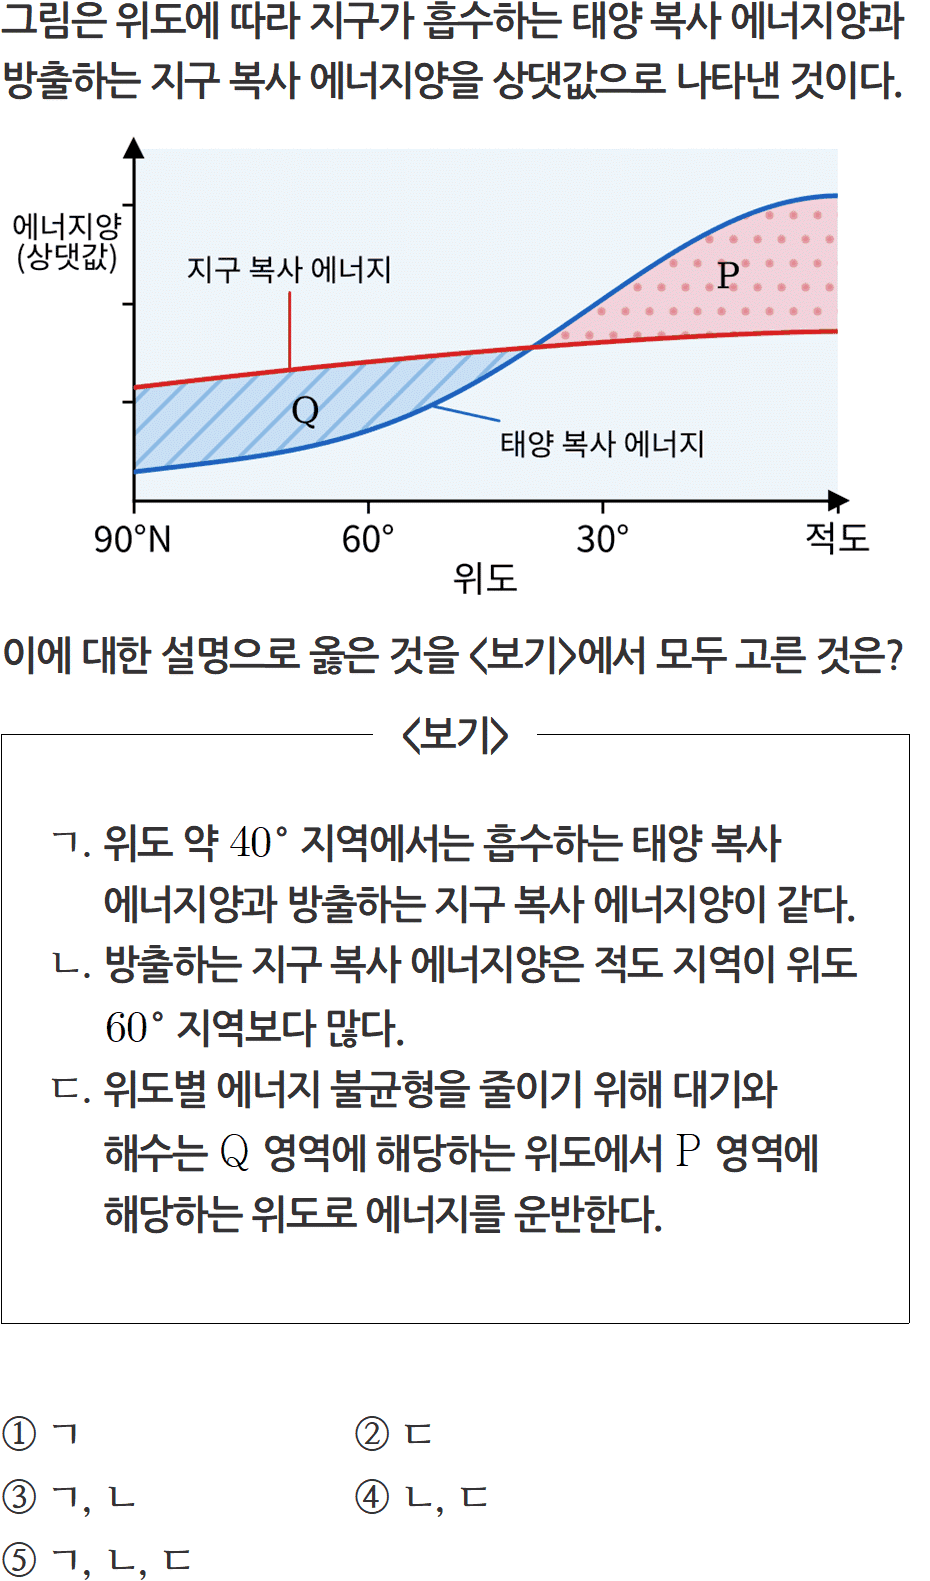 그림은 위도에 따라 지구가 흡수하는 태양 복사 에너지양과
방출하는 지구 복사 에너지양을 상댓값으로 나타낸 것이다.
에너지양
(상댓값)
지구 복사 에너지
P
Q
태양 복사 에너지
90°N 60° 30° 적도
위도
이에 대한 설명으로 옳은 것을 <보기>에서 모두 고른 것은?
<보기>
ㄱ. 위도 약 40° 지역에서는 흡수하는 태양 복사
에너지양과 방출하는 지구 복사 에너지양이 같다.
ㄴ. 방출하는 지구 복사 에너지양은 적도 지역이 위도
60° 지역보다 많다.
ㄷ. 위도별 에너지 불균형을 줄이기 위해 대기와
해수는 Q 영역에 해당하는 위도에서 P 영역에
해당하는 위도로 에너지를 운반한다.
① ㄱ ② ㄷ
③ ㄱ, ㄴ ④ ㄴ, ㄷ
⑤ ㄱ, ㄴ, ㄷ